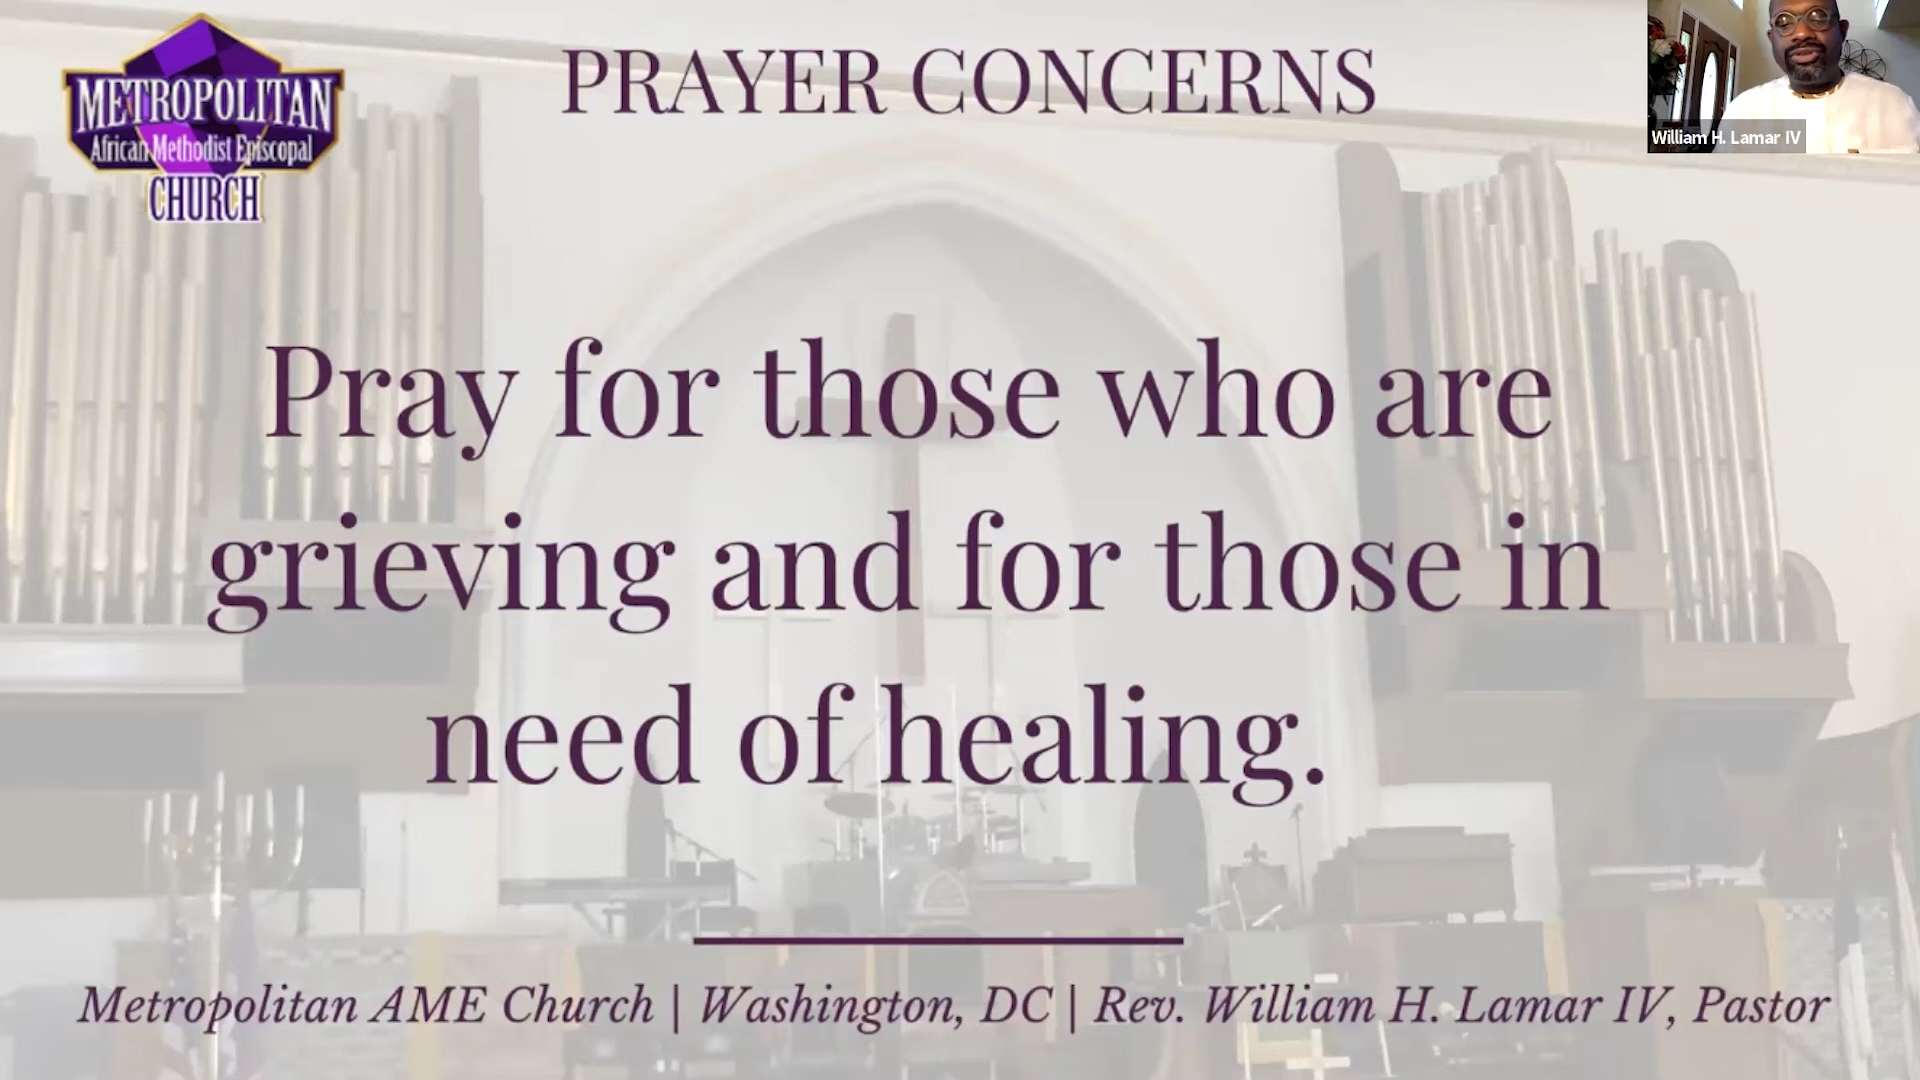 METROPOLITAN
African Methodist Episcopal
CHURCH
PRAYER CONCERNS
William H. Lamar IV
Pray for those who are
grieving and for those in
need of healing.
Metropolitan AME Church | Washington, DC | Rev. William H. Lamar IV, Pastor